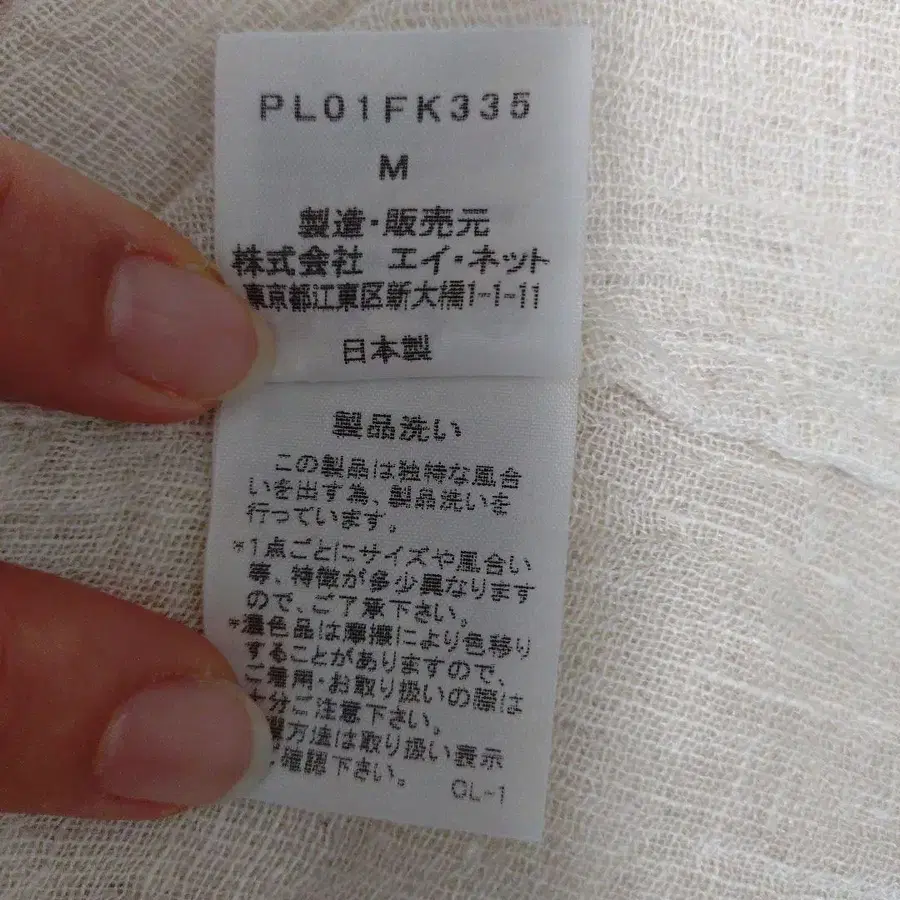 PL01FK335
M
製造・販売元
株式会社 エイ・ネット
東京都江東区新大橋1-1-11
日本製
製品洗い
この製品は独特な風合
いを出す為、製品洗いを
行っています。
*1点ごとにサイズや風合い
等、特徴が多少異なります
ので、ご了承下さい。
*濃色品は摩擦により色移り
することがありますので、
ご着用・お取り扱いの際は
十分ご注意下さい。
方法は取り扱い表示
確認下さい。 CL-1